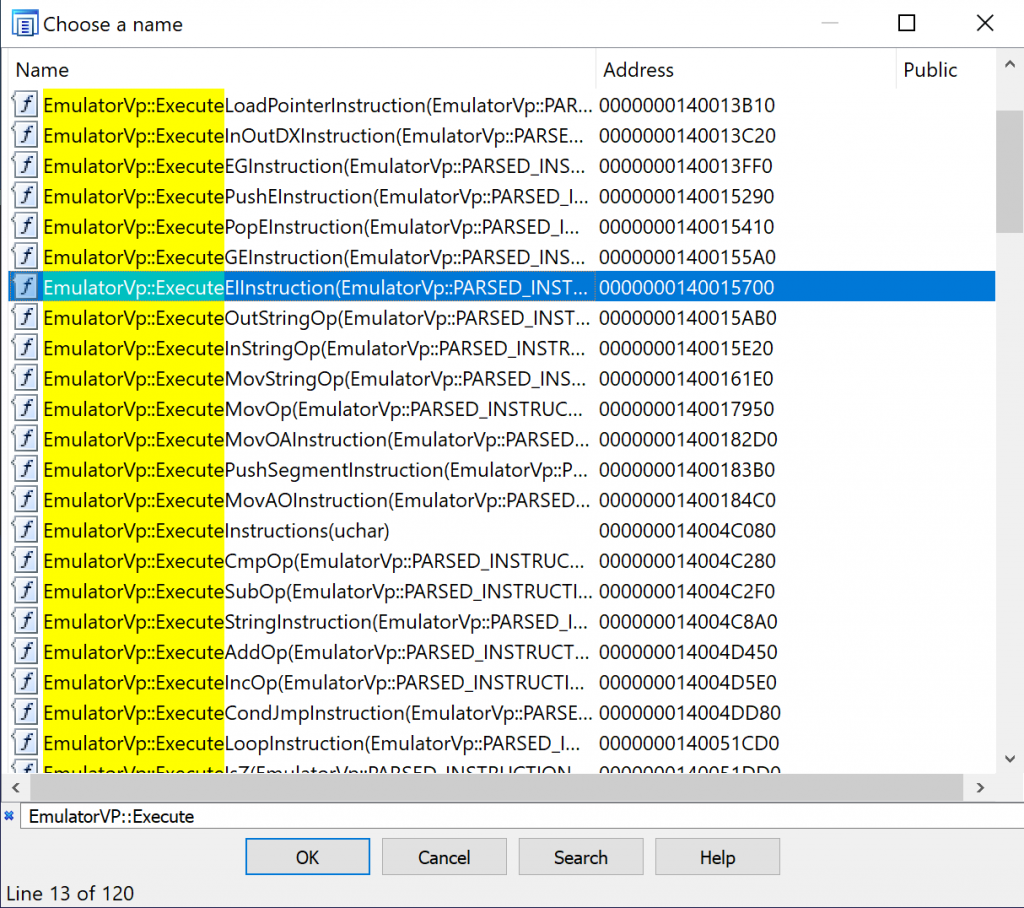 Choose a name
Name Address Public
EmulatorVp::ExecuteLoadPointerInstruction(EmulatorVp::PAR... 0000000140013B10
EmulatorVp::ExecuteInOutDXInstruction(EmulatorVp::PARSE... 0000000140013C20
EmulatorVp::ExecuteEGInstruction(EmulatorVp::PARSED_INS... 0000000140013FF0
EmulatorVp::ExecutePushEInstruction(EmulatorVp::PARSED_I... 0000000140015290
EmulatorVp::ExecutePopEInstruction(EmulatorVp::PARSED_I... 0000000140015410
EmulatorVp::ExecuteGEInstruction(EmulatorVp::PARSED_INS... 00000001400155A0
EmulatorVp::ExecuteEIInstruction(EmulatorVp::PARSED_INST... 0000000140015700
EmulatorVp::ExecuteOutStringOp(EmulatorVp::PARSED_INST... 0000000140015AB0
EmulatorVp::ExecuteInStringOp(EmulatorVp::PARSED_INSTR... 0000000140015E20
EmulatorVp::ExecuteMovStringOp(EmulatorVp::PARSED_INS... 00000001400161E0
EmulatorVp::ExecuteMovOp(EmulatorVp::PARSED_INSTRUC... 0000000140017950
EmulatorVp::ExecuteMovOAInstruction(EmulatorVp::PARSED... 00000001400182D0
EmulatorVp::ExecutePushSegmentInstruction(EmulatorVp::P... 00000001400183B0
EmulatorVp::ExecuteMovAOInstruction(EmulatorVp::PARSED... 00000001400184C0
EmulatorVp::ExecuteInstructions(uchar) 000000014004C080
EmulatorVp::ExecuteCmpOp(EmulatorVp::PARSED_INSTRUC... 000000014004C280
EmulatorVp::ExecuteSubOp(EmulatorVp::PARSED_INSTRUCTI... 000000014004C2F0
EmulatorVp::ExecuteStringInstruction(EmulatorVp::PARSED_I... 000000014004C8A0
EmulatorVp::ExecuteAddOp(EmulatorVp::PARSED_INSTRUCT... 000000014004D450
EmulatorVp::ExecuteIncOp(EmulatorVp::PARSED_INSTRUCTI... 000000014004D5E0
EmulatorVp::ExecuteCondJmpInstruction(EmulatorVp::PARSE... 000000014004DD80
EmulatorVp::ExecuteLoopInstruction(EmulatorVp::PARSED_I... 0000000140051CD0
EmulatorVP::Execute
OK Cancel Search Help
Line 13 of 120